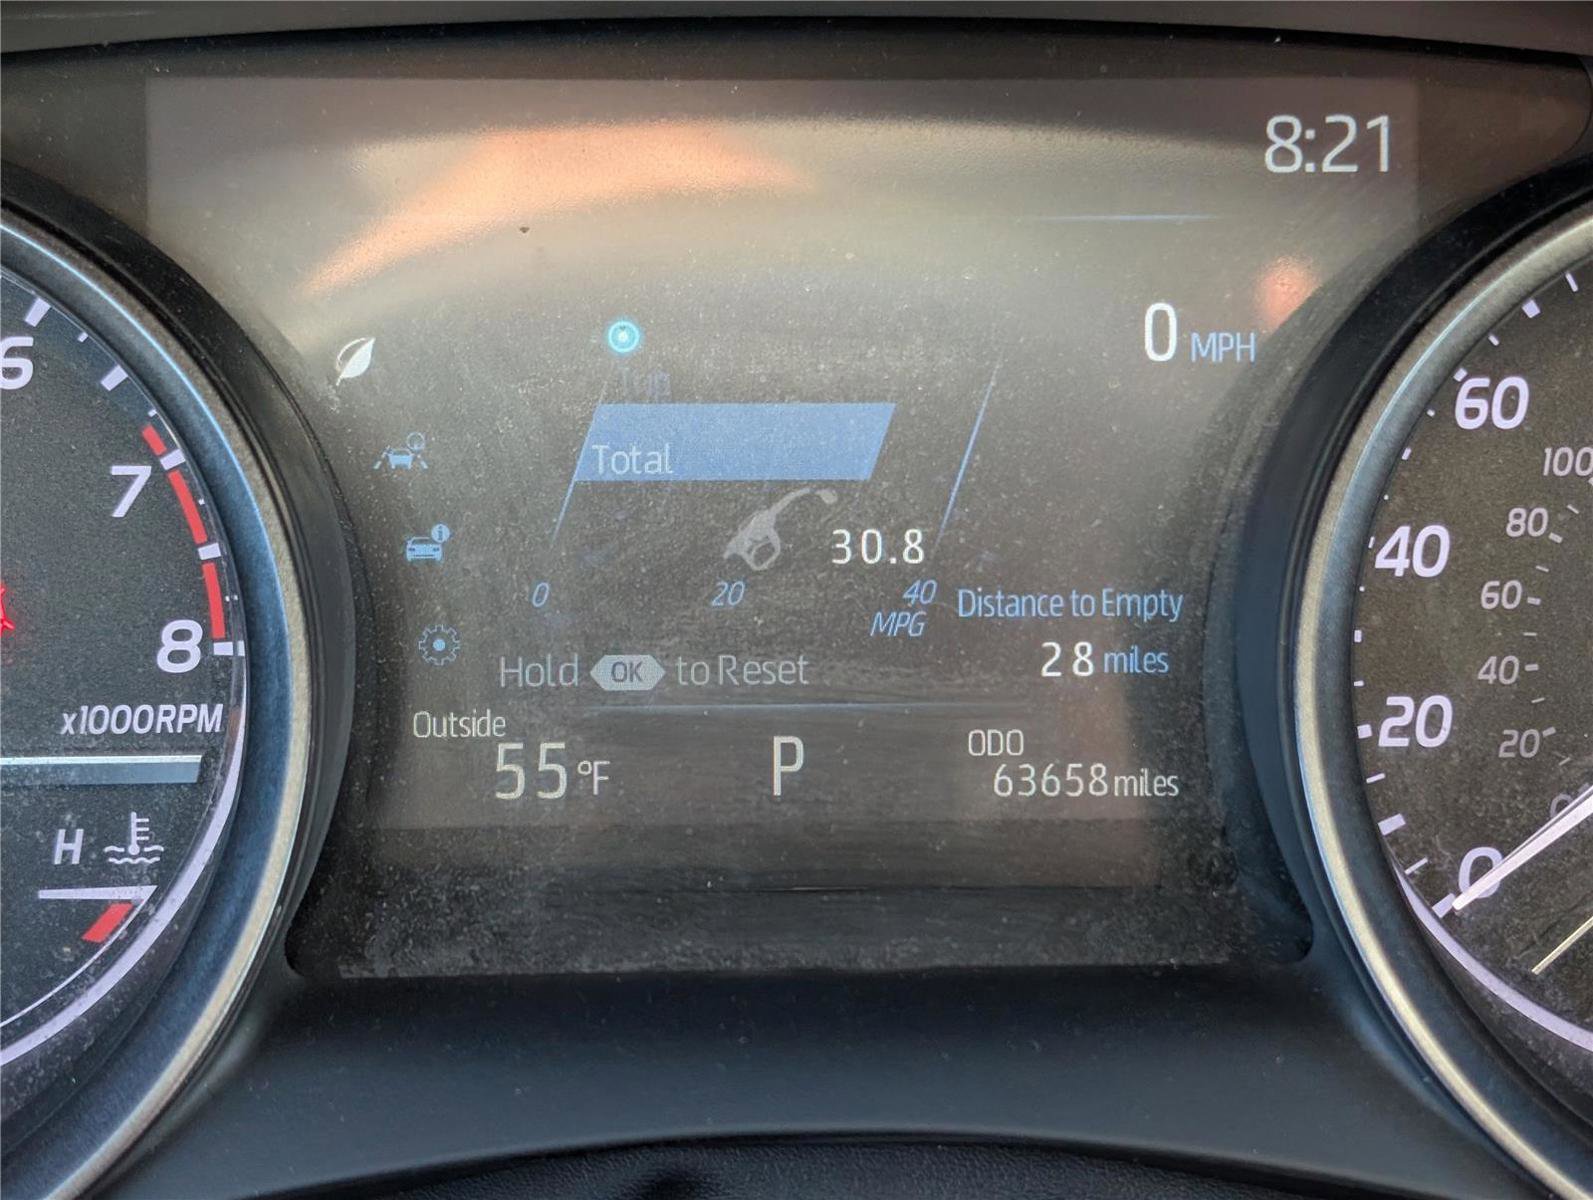 8:21
0 MPH
Trip
Total
30.8
0 20 40
MPG
Distance to Empty
28 miles
Hold OK to Reset
Outside
55°F
P
ODO
63658 miles
6
7
8
x1000RPM
H
60
40
20
0
100
80
60
40
20
0